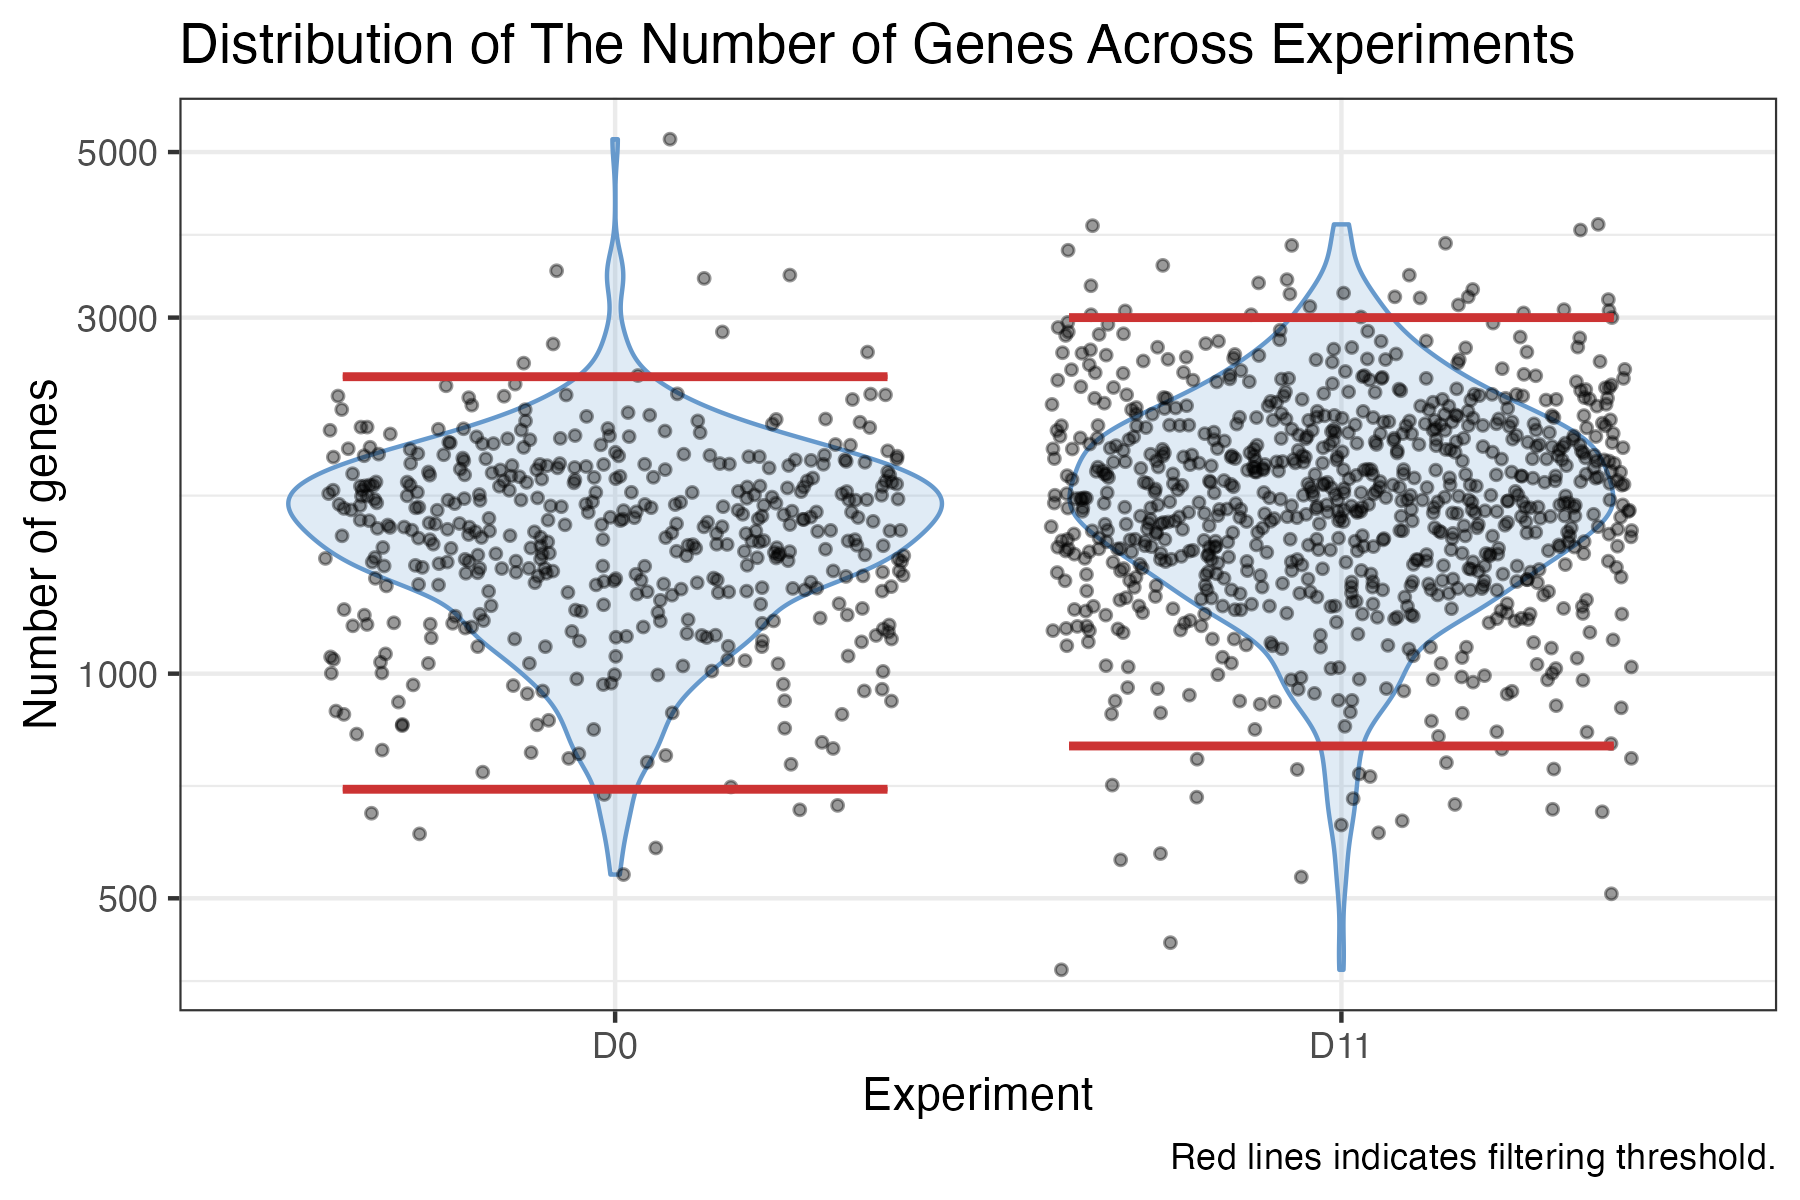 Distribution of The Number of Genes Across Experiments
Number of genes
5000
3000
1000
500
D0
D11
Experiment
Red lines indicates filtering threshold.